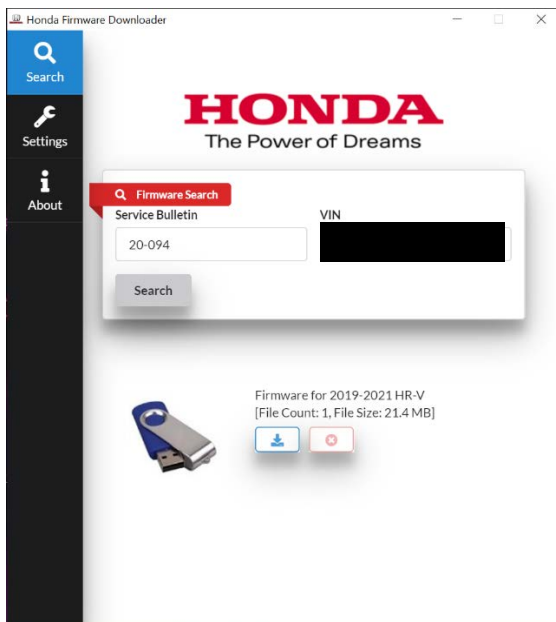 Honda Firmware Downloader
Search
Settings
About
HONDA
The Power of Dreams
Firmware Search
Service Bulletin
VIN
20-094
Search
Firmware for 2019-2021 HR-V
[File Count: 1, File Size: 21.4 MB]